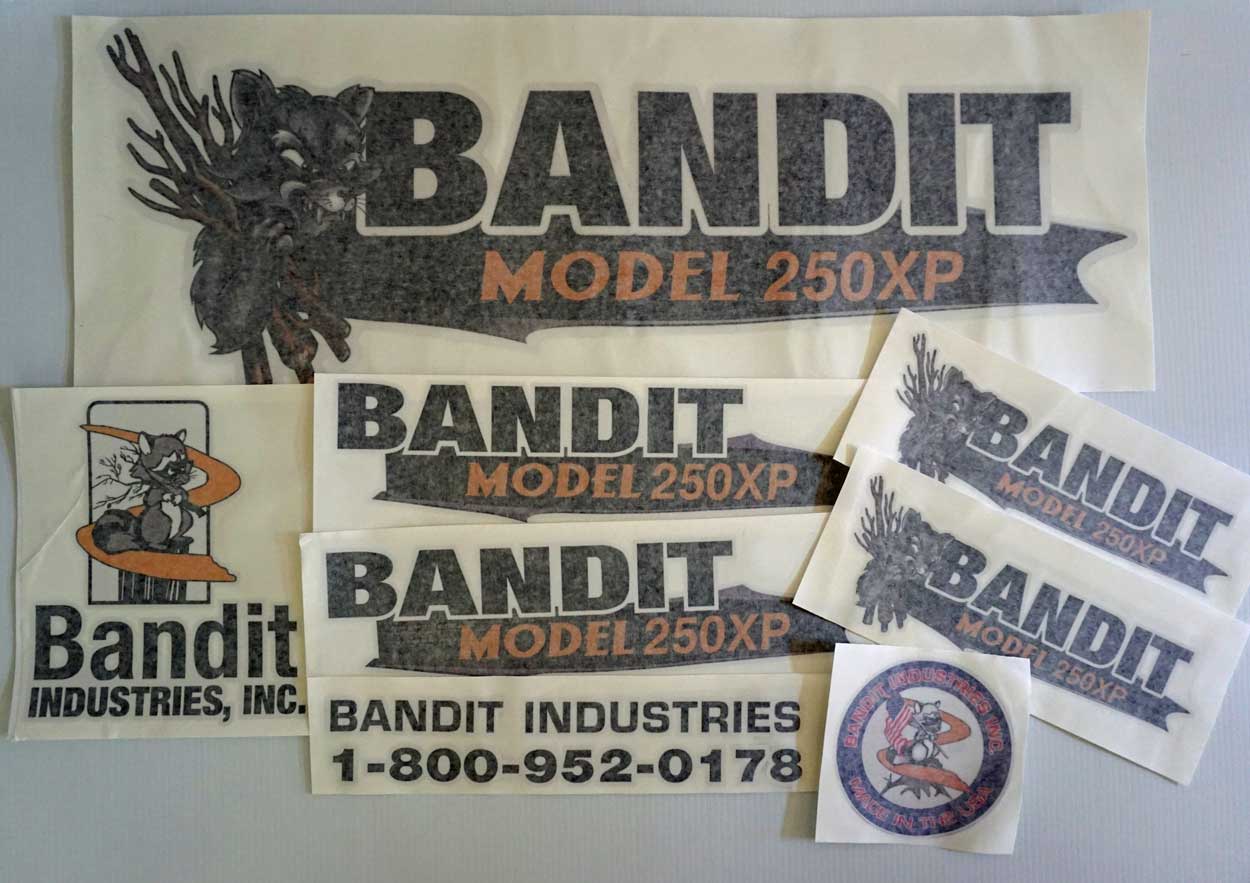 BANDIT
MODEL 250XP
BANDIT
MODEL 250XP
BANDIT
MODEL 250XP
BANDIT
MODEL 250XP
BANDIT
MODEL 250XP
Bandit
INDUSTRIES, INC.
BANDIT INDUSTRIES
1-800-952-0178
BANDIT INDUSTRIES INC.
MADE IN THE USA